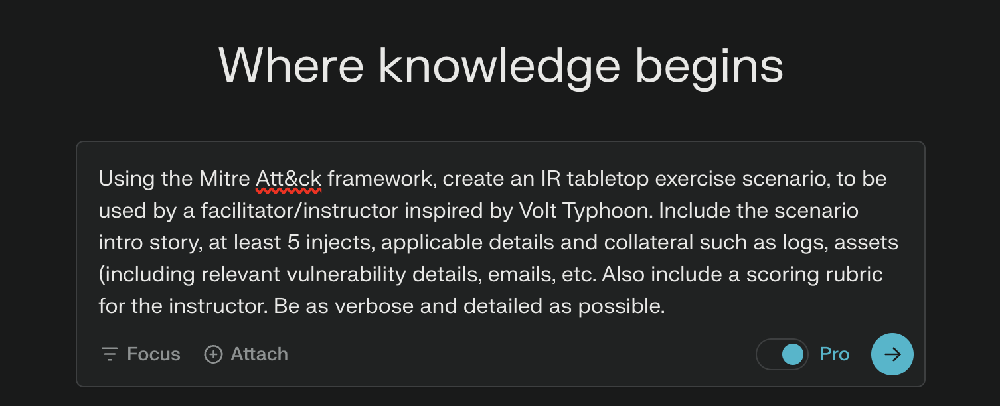 Where knowledge begins
Using the Mitre Att&ck framework, create an IR tabletop exercise scenario, to be
used by a facilitator/instructor inspired by Volt Typhoon. Include the scenario
intro story, at least 5 injects, applicable details and collateral such as logs, assets
(including relevant vulnerability details, emails, etc. Also include a scoring rubric
for the instructor. Be as verbose and detailed as possible.
Focus Attach Pro